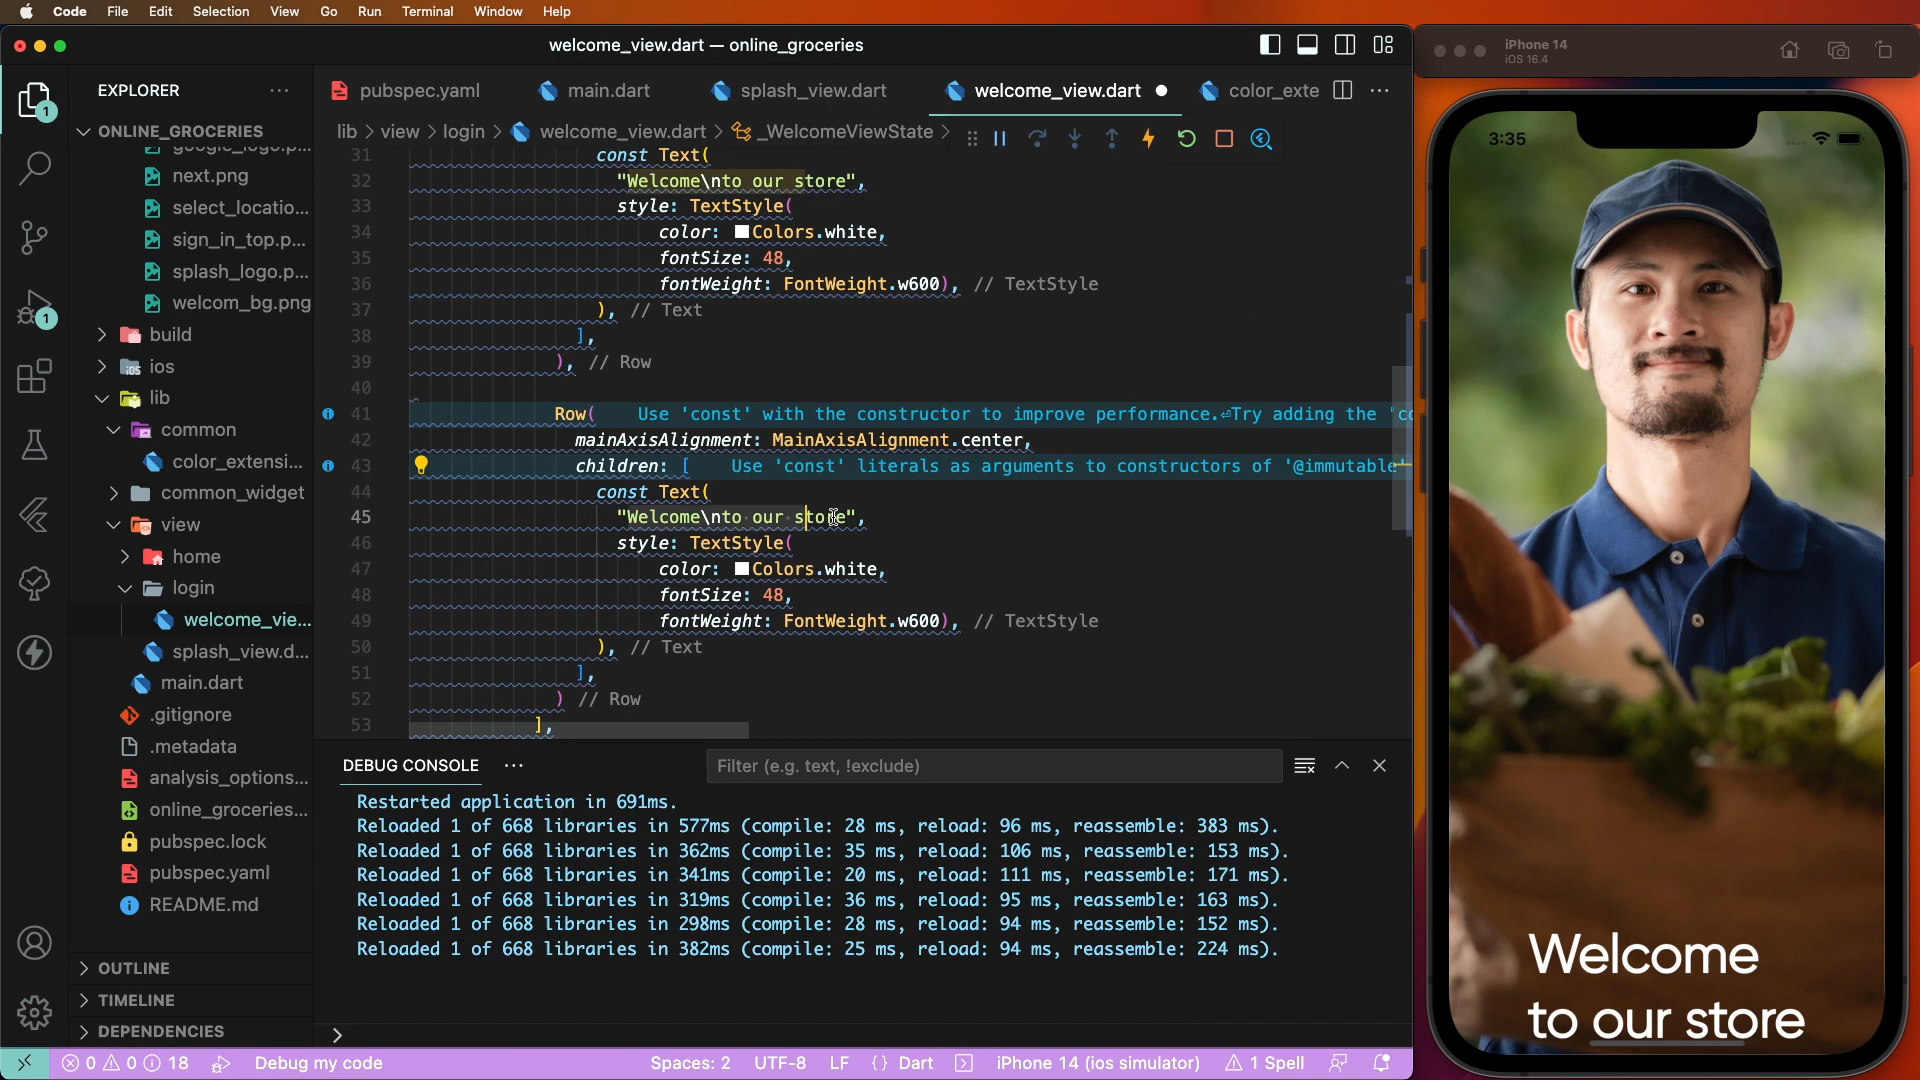 Code File Edit Selection View Go Run Terminal Window Help
welcome_view.dart — online_groceries
EXPLORER
ONLINE_GROCERIES
google_logo.p...
next.png
select_locatio...
sign_in_top.p...
splash_logo.p...
welcom_bg.png
build
ios
lib
common
color_extensi...
common_widget
view
home
login
welcome_vie...
splash_view.d...
main.dart
.gitignore
.metadata
analysis_options...
online_groceries...
pubspec.lock
pubspec.yaml
README.md
OUTLINE
TIMELINE
DEPENDENCIES
1
1
pubspec.yaml main.dart splash_view.dart welcome_view.dart color_exte
lib > view > login > welcome_view.dart > _WelcomeViewState >
31 const Text(
32 "Welcome\nto our store",
33 style: TextStyle(
34 color: Colors.white,
35 fontSize: 48,
36 fontWeight: FontWeight.w600), // TextStyle
37 ), // Text
38 ],
39 ), // Row
40
41 Row( Use 'const' with the constructor to improve performance.⏎Try adding the 'co
42 mainAxisAlignment: MainAxisAlignment.center,
43 children: [ Use 'const' literals as arguments to constructors of '@immutable'
44 const Text(
45 "Welcome\nto our store",
46 style: TextStyle(
47 color: Colors.white,
48 fontSize: 48,
49 fontWeight: FontWeight.w600), // TextStyle
50 ), // Text
51 ],
52 ) // Row
53 ],
DEBUG CONSOLE
Filter (e.g. text, !exclude)
Restarted application in 691ms.
Reloaded 1 of 668 libraries in 577ms (compile: 28 ms, reload: 96 ms, reassemble: 383 ms).
Reloaded 1 of 668 libraries in 362ms (compile: 35 ms, reload: 106 ms, reassemble: 153 ms).
Reloaded 1 of 668 libraries in 341ms (compile: 20 ms, reload: 111 ms, reassemble: 171 ms).
Reloaded 1 of 668 libraries in 319ms (compile: 36 ms, reload: 95 ms, reassemble: 163 ms).
Reloaded 1 of 668 libraries in 298ms (compile: 28 ms, reload: 94 ms, reassemble: 152 ms).
Reloaded 1 of 668 libraries in 382ms (compile: 25 ms, reload: 94 ms, reassemble: 224 ms).
0 0 18 Debug my code Spaces: 2 UTF-8 LF {} Dart iPhone 14 (ios simulator) 1 Spell
iPhone 14
iOS 16.4
3:35
Welcome
to our store